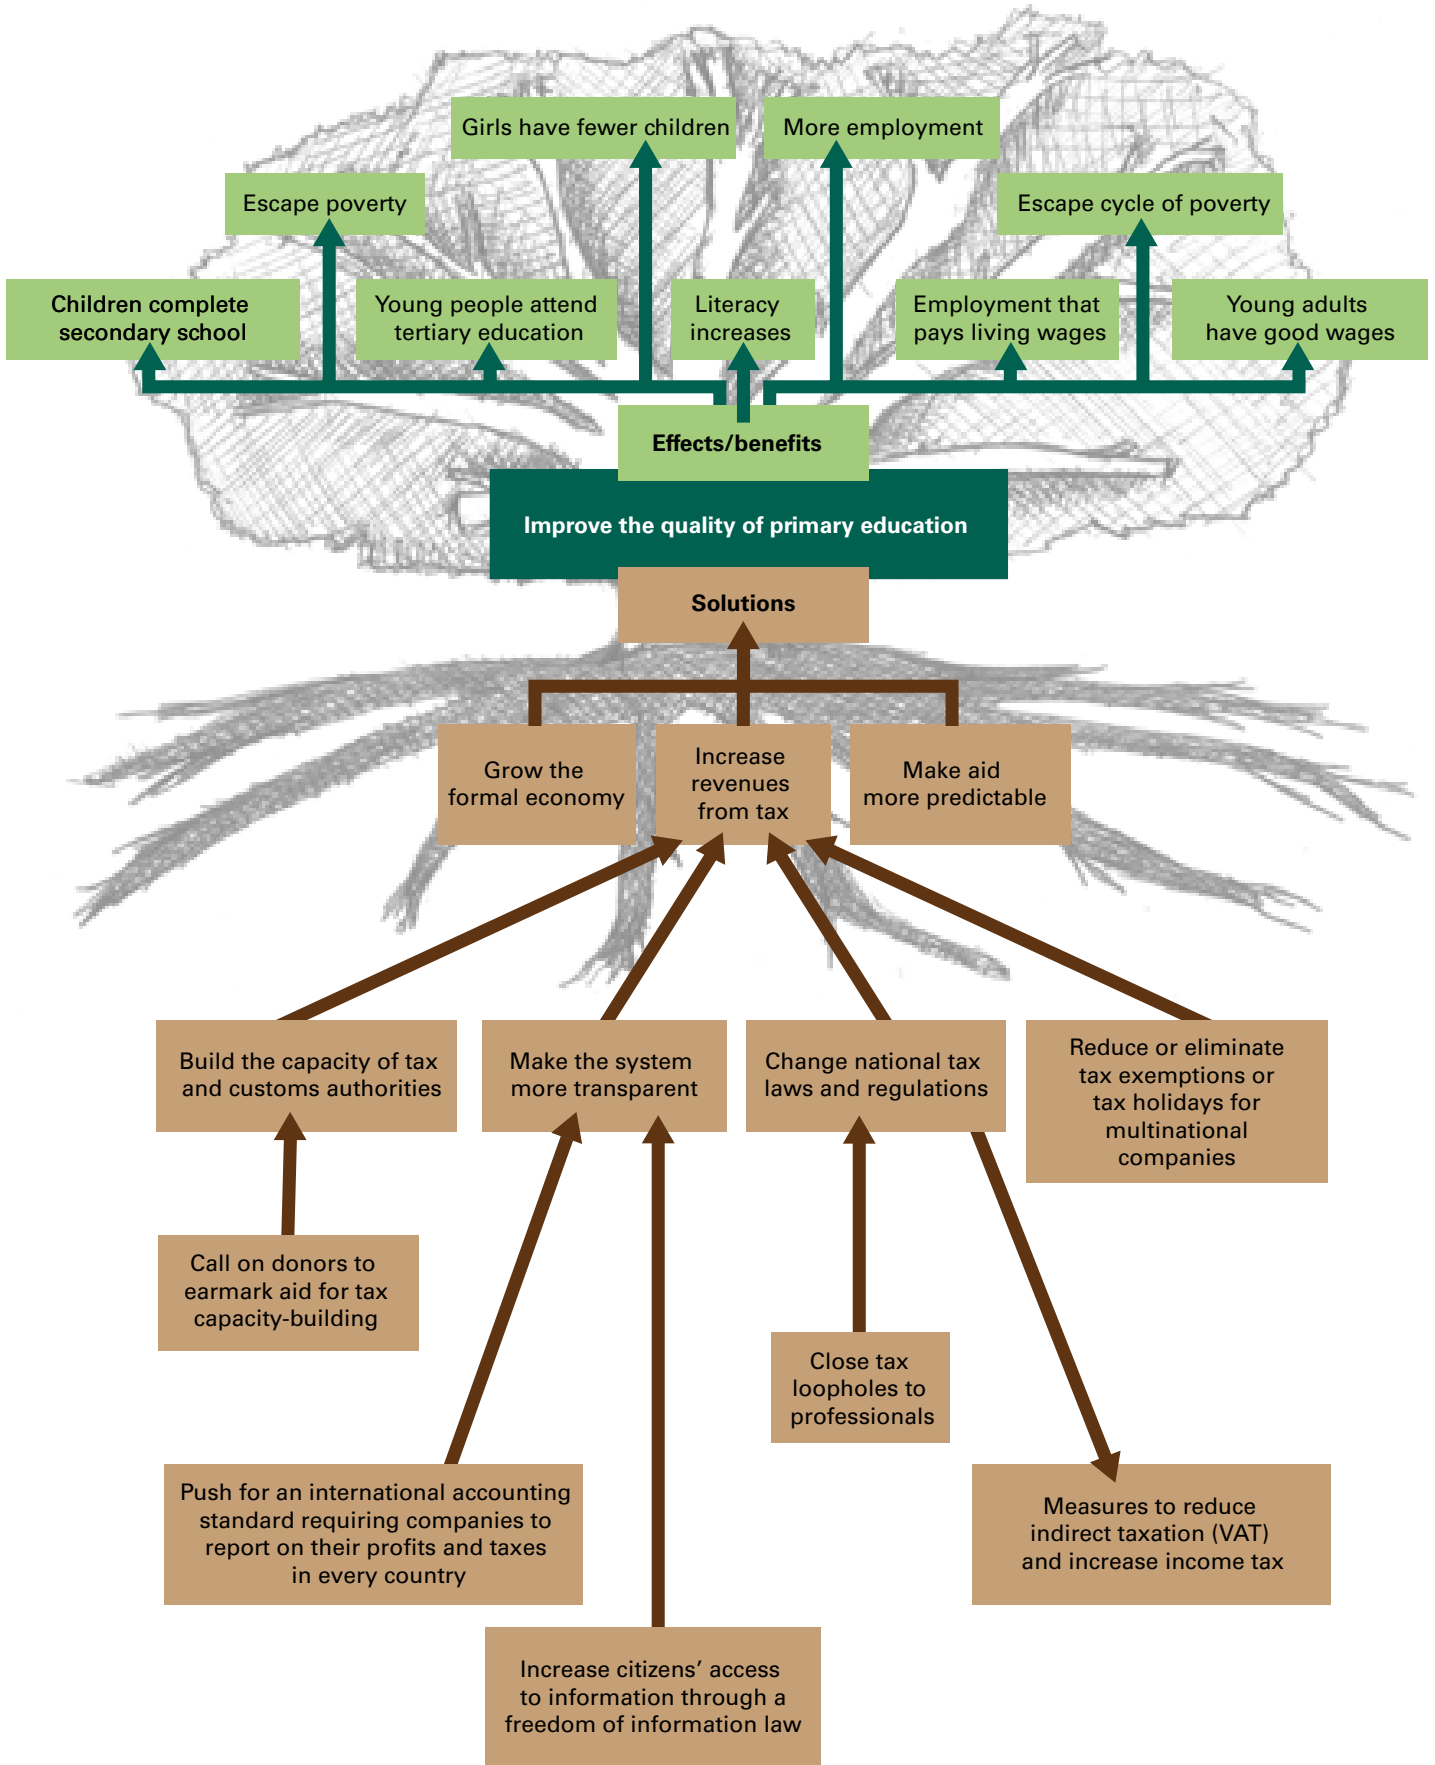 Girls have fewer children
More employment
Escape poverty
Escape cycle of poverty
Children complete
secondary school
Young people attend
tertiary education
Literacy
increases
Employment that
pays living wages
Young adults
have good wages
Effects/benefits
Improve the quality of primary education
Solutions
Grow the
formal economy
Increase
revenues
from tax
Make aid
more predictable
Build the capacity of tax
and customs authorities
Make the system
more transparent
Change national tax
laws and regulations
Reduce or eliminate
tax exemptions or
tax holidays for
multinational
companies
Call on donors to
earmark aid for tax
capacity-building
Close tax
loopholes to
professionals
Push for an international accounting
standard requiring companies to
report on their profits and taxes
in every country
Measures to reduce
indirect taxation (VAT)
and increase income tax
Increase citizens’ access
to information through a
freedom of information law